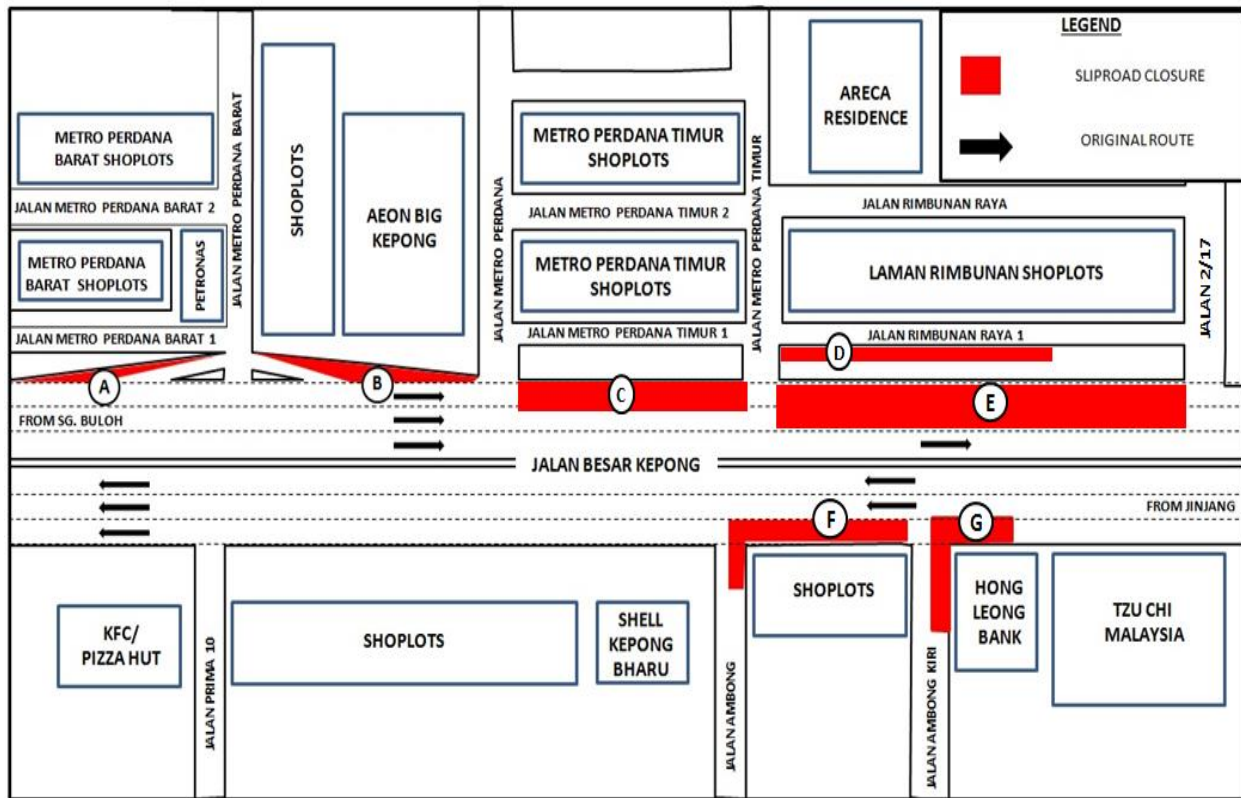 LEGEND
SLIPROAD CLOSURE
ORIGINAL ROUTE
METRO PERDANA
BARAT SHOPLOTS
JALAN METRO PERDANA BARAT 2
METRO PERDANA
BARAT SHOPLOTS
PETRONAS
JALAN METRO PERDANA BARAT 1
JALAN METRO PERDANA BARAT
SHOPLOTS
AEON BIG
KEPONG
JALAN METRO PERDANA
METRO PERDANA TIMUR
SHOPLOTS
JALAN METRO PERDANA TIMUR 2
METRO PERDANA TIMUR
SHOPLOTS
JALAN METRO PERDANA TIMUR 1
JALAN METRO PERDANA TIMUR
ARECA
RESIDENCE
JALAN RIMBUNAN RAYA
LAMAN RIMBUNAN SHOPLOTS
JALAN RIMBUNAN RAYA 1
JALAN 2/17
A
B
C
D
E
FROM SG. BULOH
JALAN BESAR KEPONG
FROM JINJANG
F
G
KFC/
PIZZA HUT
JALAN PRIMA 10
SHOPLOTS
SHELL
KEPONG
BHARU
JALAN AMBONG
SHOPLOTS
JALAN AMBONG KIRI
HONG
LEONG
BANK
TZU CHI
MALAYSIA